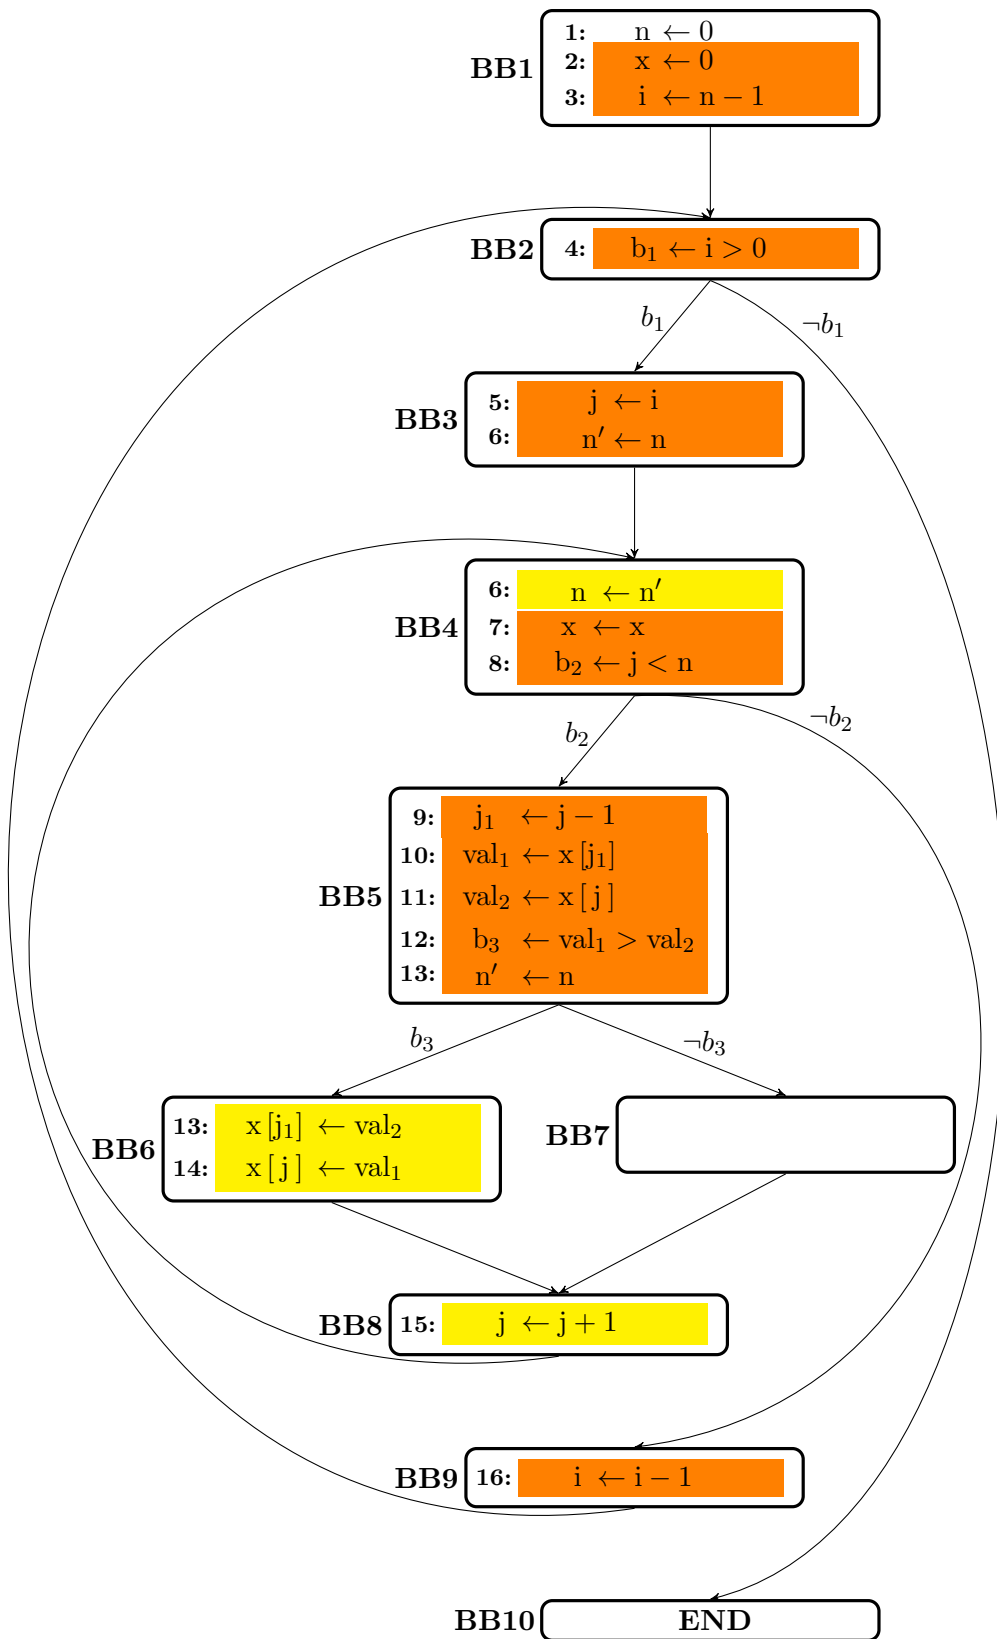 1: n ← 0
BB1
2: x ← 0
3: i ← n − 1
BB2 4: b₁ ← i > 0
b₁
¬b₁
5: j ← i
BB3
6: n′ ← n
6: n ← n′
BB4
7: x ← x
8: b₂ ← j < n
¬b₂
b₂
9: j₁ ← j − 1
10: val₁ ← x [j₁]
BB5
11: val₂ ← x [ j ]
12: b₃ ← val₁ > val₂
13: n′ ← n
b₃
¬b₃
13: x [j₁] ← val₂
BB6
14: x [ j ] ← val₁
BB7
BB8 15: j ← j + 1
BB9 16: i ← i − 1
BB10 END